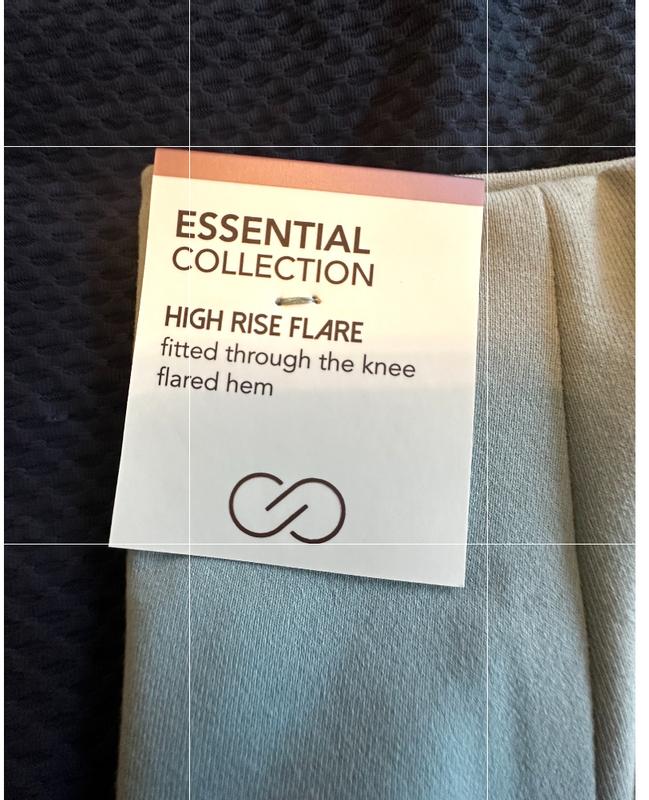 ESSENTIAL
COLLECTION
HIGH RISE FLARE
fitted through the knee
flared hem